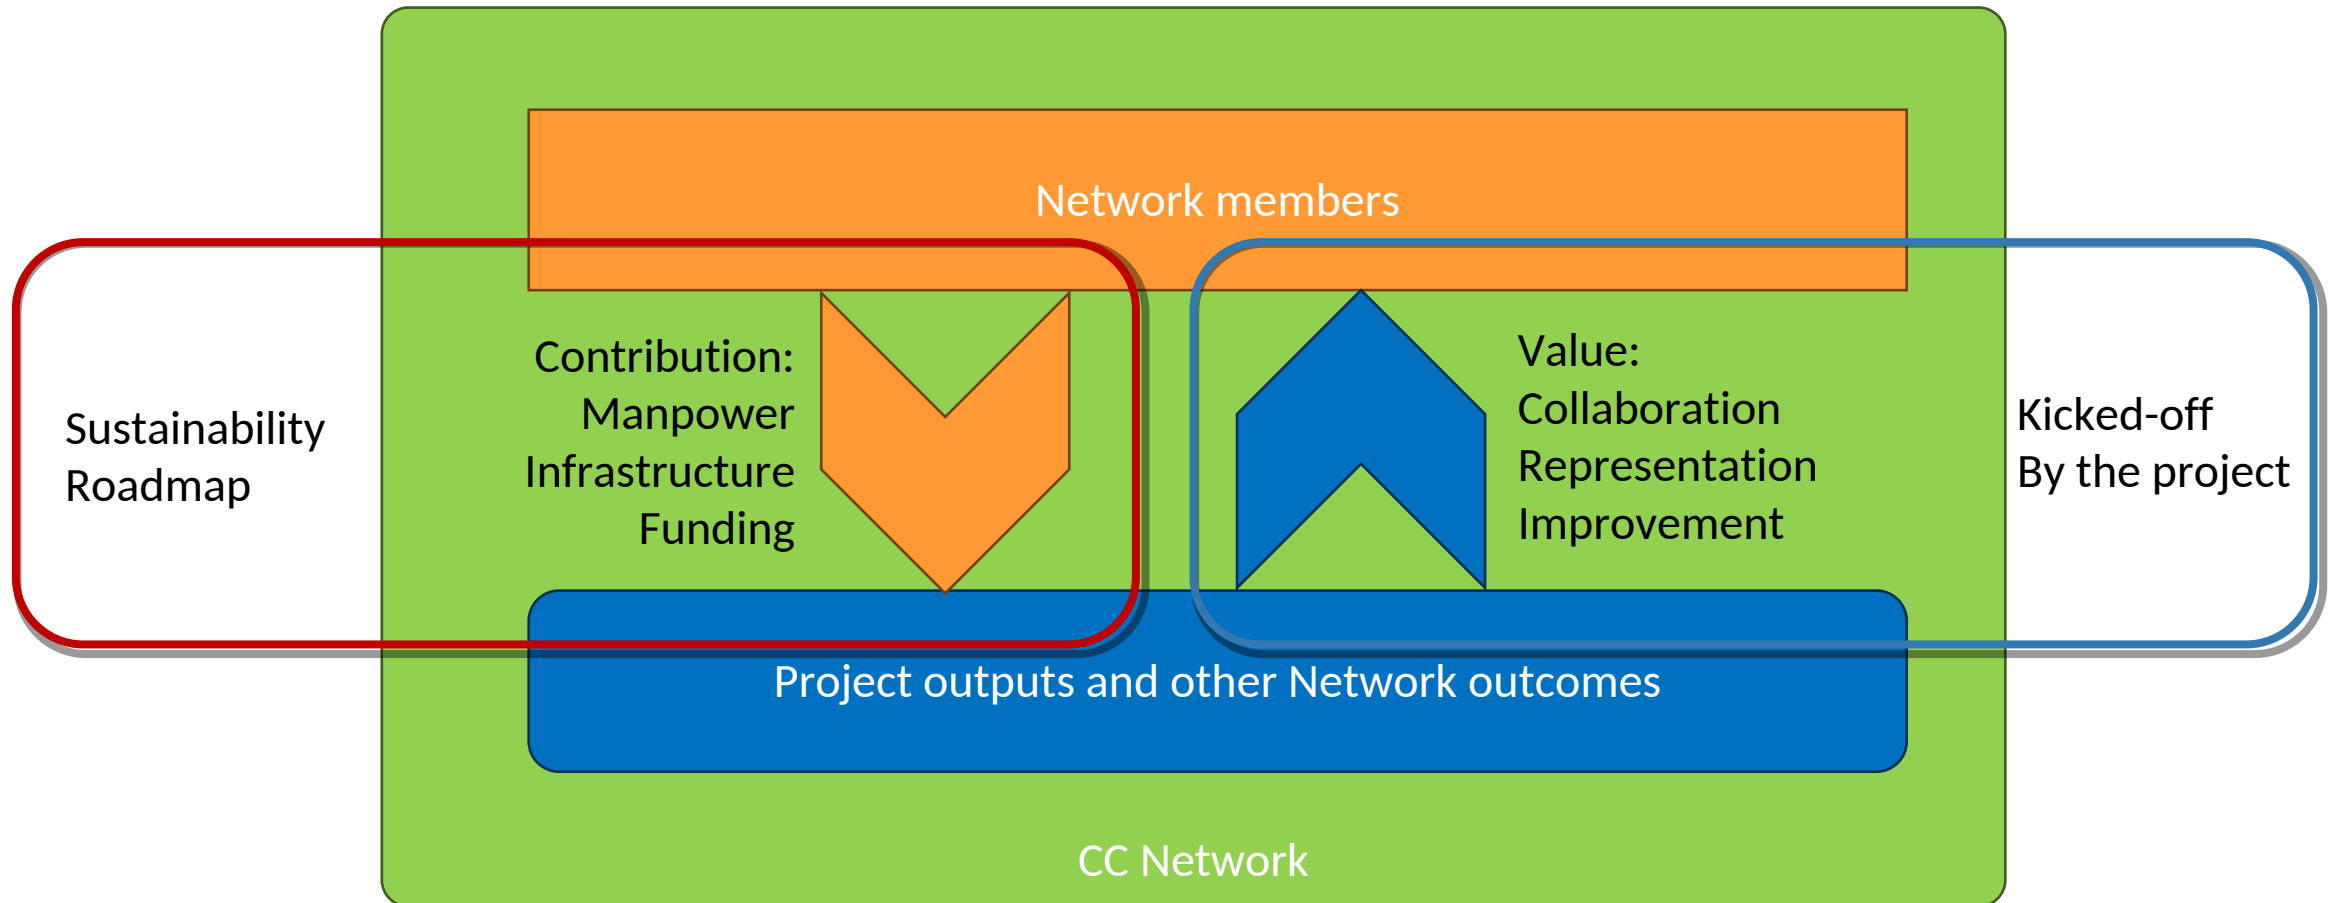 Network members
Sustainability
Roadmap
Contribution:
Manpower
Infrastructure
Funding
Value:
Collaboration
Representation
Improvement
Kicked-off
By the project
Project outputs and other Network outcomes
CC Network